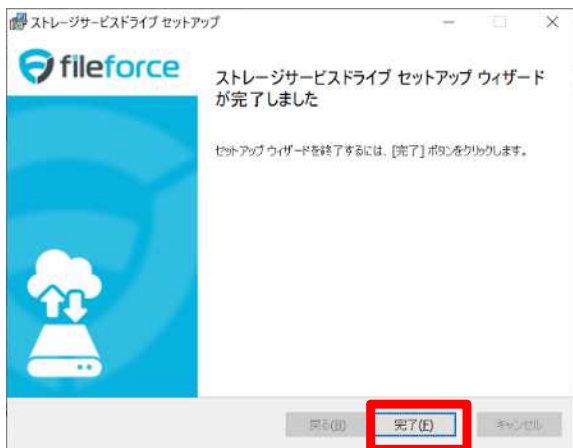 ストレージサービスドライブ セットアップ
fileforce
ストレージサービスドライブ セットアップ ウィザード
が完了しました
セットアップ ウィザードを終了するには、[完了] ボタンをクリックします。
戻る(B)
完了(F)
キャンセル